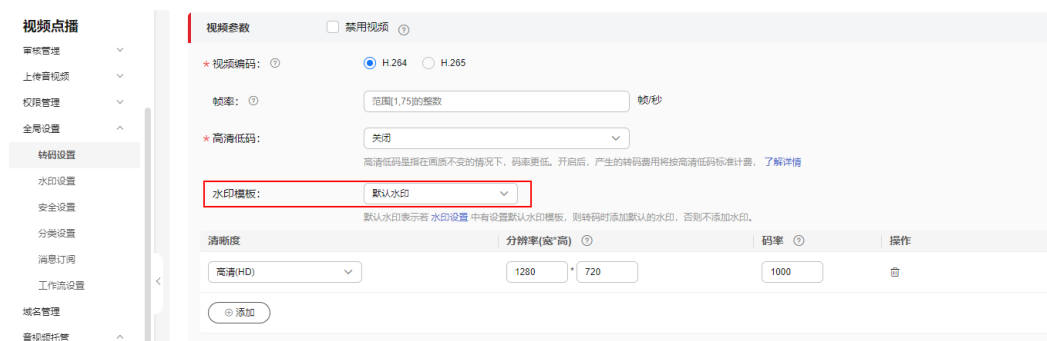 视频点播
审核管理
上传音视频
权限管理
全局设置
转码设置
水印设置
安全设置
分类设置
消息订阅
工作流设置
域名管理
音视频托管
视频参数 禁用视频
* 视频编码： H.264 H.265
帧率： 范围[1,75]的整数 帧/秒
* 高清低码： 关闭
高清低码是指在画质不变的情况下，码率更低。开启后，产生的转码费用将按高清低码标准计费， 了解详情
水印模板： 默认水印
默认水印表示若 水印设置 中有设置默认水印模板，则转码时添加默认的水印，否则不添加水印。
清晰度 分辨率(宽*高) 码率 操作
高清(HD) 1280 * 720 1000
添加